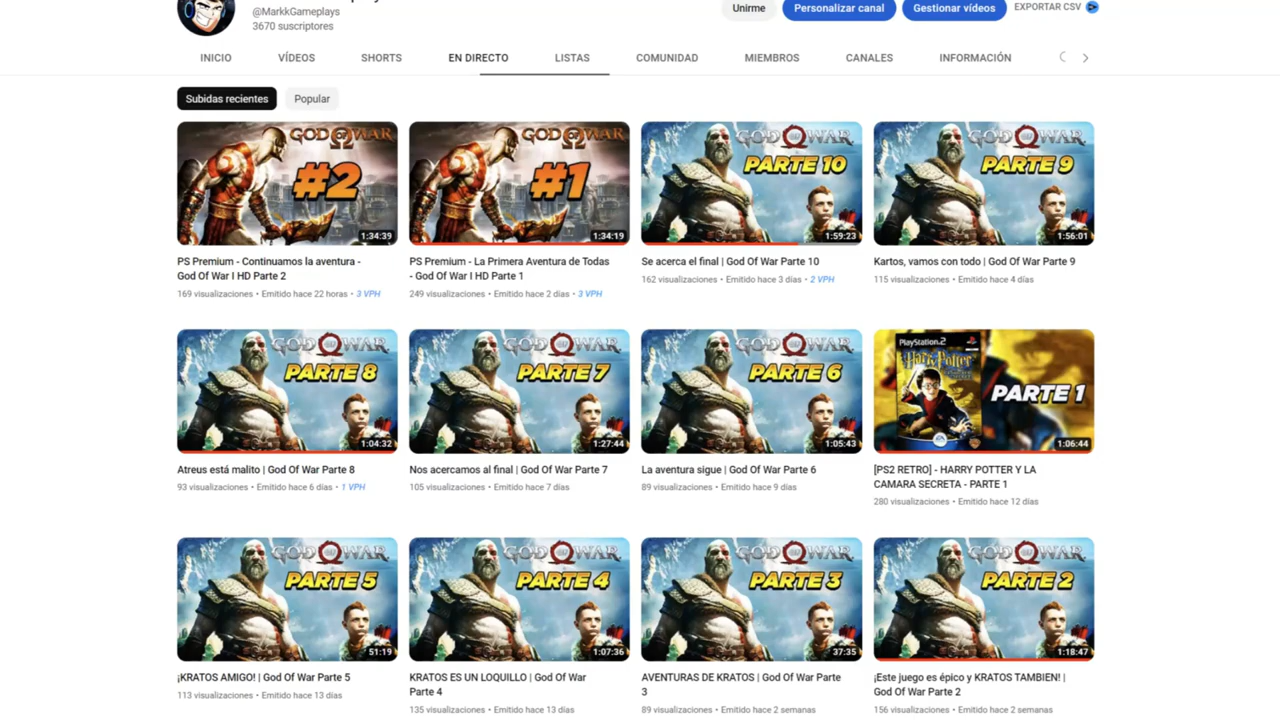 @MarkkGameplays
3670 suscriptores
Unirme
Personalizar canal
Gestionar vídeos
EXPORTAR CSV
INICIO
VÍDEOS
SHORTS
EN DIRECTO
LISTAS
COMUNIDAD
MIEMBROS
CANALES
INFORMACIÓN
Subidas recientes
Popular
GOD OF WAR
#2
1:34:39
GOD OF WAR
#1
1:34:19
GOD OF WAR
PARTE 10
1:59:23
GOD OF WAR
PARTE 9
1:56:01
PS Premium - Continuamos la aventura -
God Of War I HD Parte 2
169 visualizaciones • Emitido hace 22 horas • 3 VPH
PS Premium - La Primera Aventura de Todas
- God Of War I HD Parte 1
249 visualizaciones • Emitido hace 2 días • 3 VPH
Se acerca el final | God Of War Parte 10
162 visualizaciones • Emitido hace 3 días • 2 VPH
Kartos, vamos con todo | God Of War Parte 9
115 visualizaciones • Emitido hace 4 días
GOD OF WAR
PARTE 8
1:04:32
GOD OF WAR
PARTE 7
1:27:44
GOD OF WAR
PARTE 6
1:05:43
PlayStation.2
Harry Potter
PARTE 1
1:06:44
Atreus está malito | God Of War Parte 8
93 visualizaciones • Emitido hace 6 días • 1 VPH
Nos acercamos al final | God Of War Parte 7
105 visualizaciones • Emitido hace 7 días
La aventura sigue | God Of War Parte 6
89 visualizaciones • Emitido hace 9 días
[PS2 RETRO] - HARRY POTTER Y LA
CAMARA SECRETA - PARTE 1
280 visualizaciones • Emitido hace 12 días
GOD OF WAR
PARTE 5
51:19
GOD OF WAR
PARTE 4
1:07:36
GOD OF WAR
PARTE 3
37:35
GOD OF WAR
PARTE 2
1:18:47
¡KRATOS AMIGO! | God Of War Parte 5
113 visualizaciones • Emitido hace 13 días
KRATOS ES UN LOQUILLO | God Of War
Parte 4
135 visualizaciones • Emitido hace 13 días
AVENTURAS DE KRATOS | God Of War Parte
3
89 visualizaciones • Emitido hace 2 semanas
¡Este juego es épico y KRATOS TAMBIEN! |
God Of War Parte 2
156 visualizaciones • Emitido hace 2 semanas